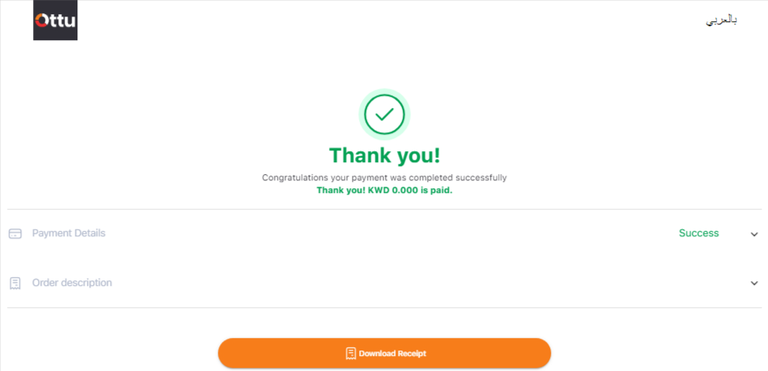 Ottu
بالعربي
Thank you!
Congratulations your payment was completed successfully
Thank you! KWD 0.000 is paid.
Payment Details
Success
Order description
Download Receipt